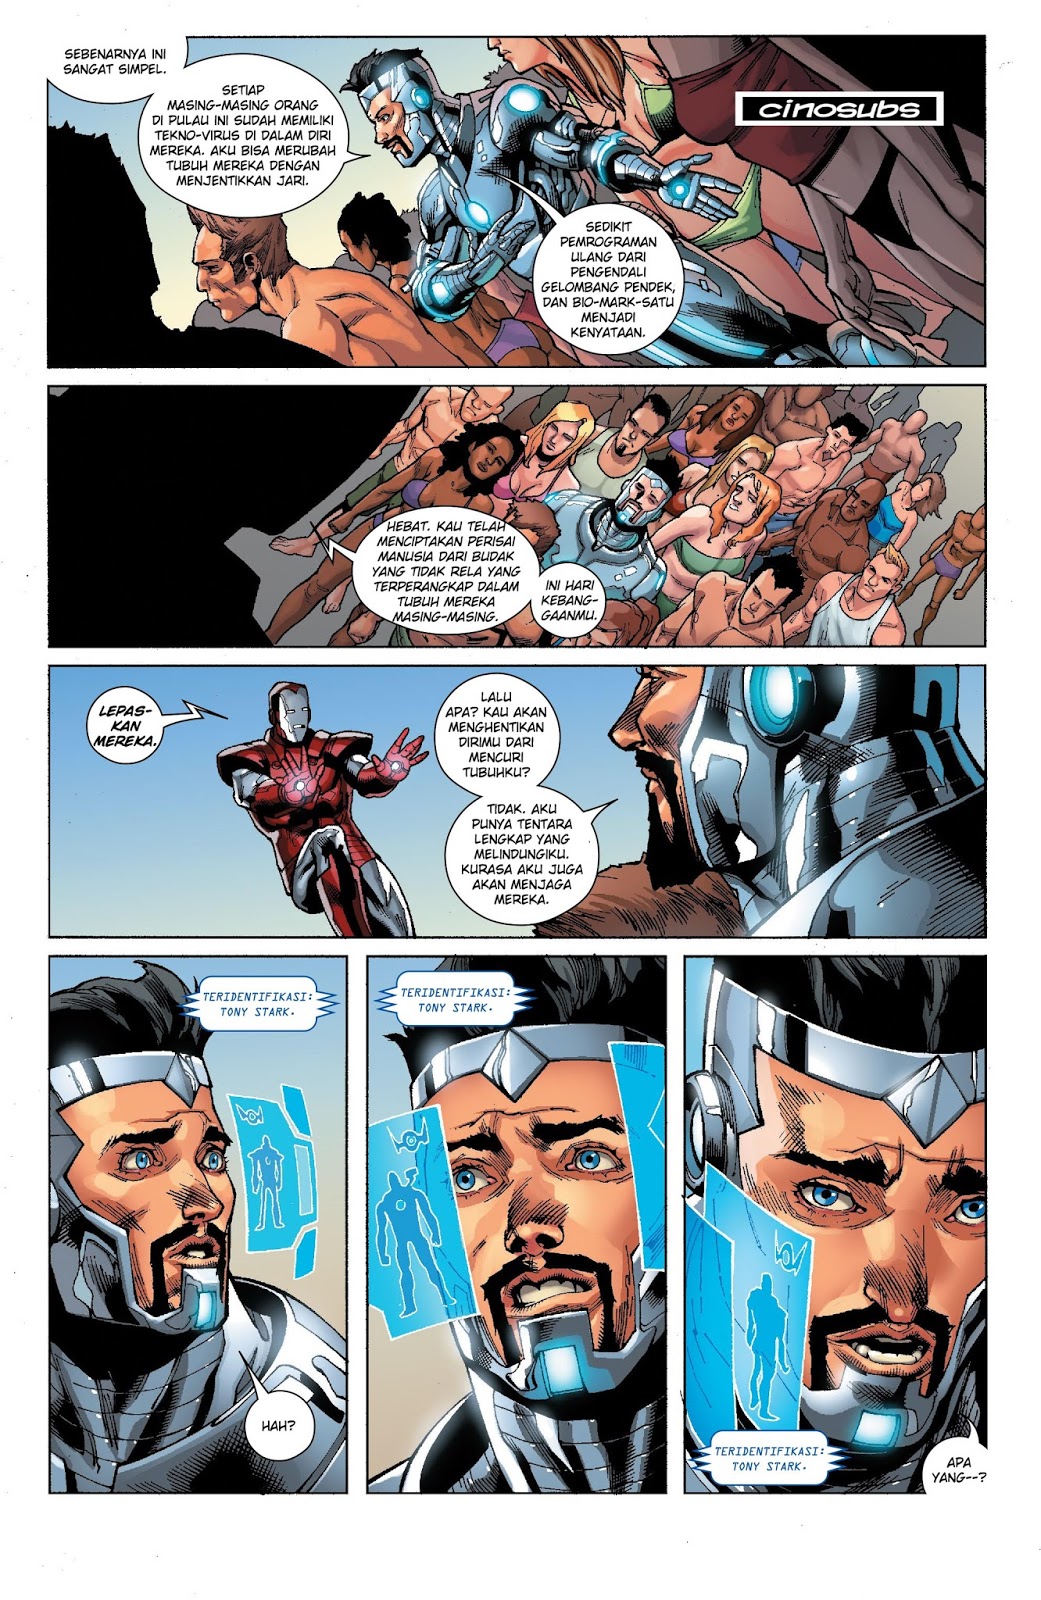 SEBENARNYA INI
SANGAT SIMPEL.
SETIAP
MASING-MASING ORANG
DI PULAU INI SUDAH MEMILIKI
TEKNO-VIRUS DI DALAM DIRI
MEREKA. AKU BISA MERUBAH
TUBUH MEREKA DENGAN
MENJENTIKKAN JARI.
cinosubs
SEDIKIT
PEMROGRAMAN
ULANG DARI
PENGENDALI
GELOMBANG PENDEK,
DAN BIO-MARK-SATU
MENJADI
KENYATAAN.
HEBAT. KAU TELAH
MENCIPTAKAN PERISAI
MANUSIA DARI BUDAK
YANG TIDAK RELA YANG
TERPERANGKAP DALAM
TUBUH MEREKA
MASING-MASING.
INI HARI
KEBANG-
GAANMU.
LEPAS-
KAN
MEREKA.
LALU
APA? KAU AKAN
MENGHENTIKAN
DIRIMU DARI
MENCURI
TUBUHKU?
TIDAK. AKU
PUNYA TENTARA
LENGKAP YANG
MELINDUNGIKU.
KURASA AKU JUGA
AKAN MENJAGA
MEREKA.
TERIDENTIFIKASI:
TONY STARK.
HAH?
TERIDENTIFIKASI:
TONY STARK.
TERIDENTIFIKASI:
TONY STARK.
APA
YANG--?